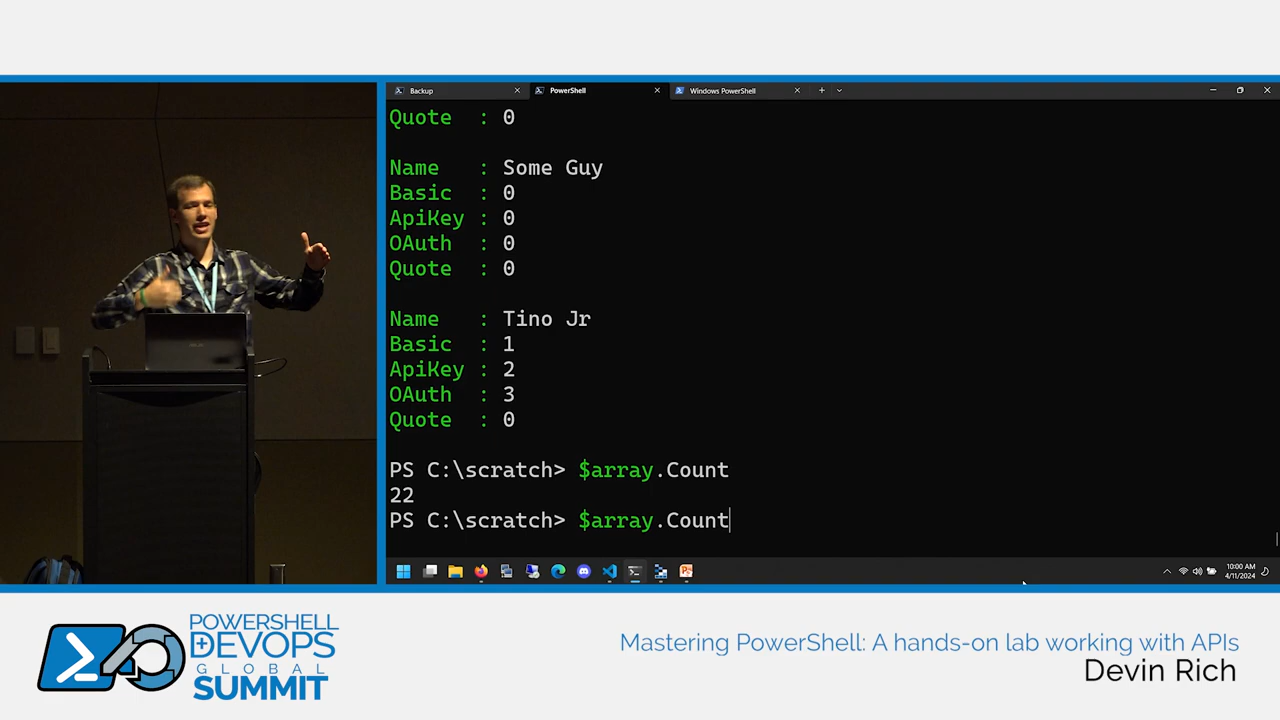 Backup
PowerShell
Windows PowerShell
Quote : 0
Name : Some Guy
Basic : 0
ApiKey : 0
OAuth : 0
Quote : 0
Name : Tino Jr
Basic : 1
ApiKey : 2
OAuth : 3
Quote : 0
PS C:\scratch> $array.Count
22
PS C:\scratch> $array.Count
10:00 AM
4/11/2024
POWERSHELL
DEVOPS
GLOBAL
SUMMIT
Mastering PowerShell: A hands-on lab working with APIs
Devin Rich